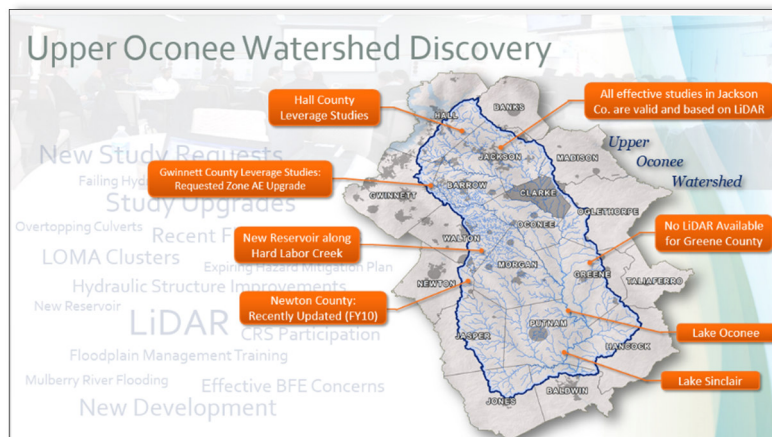 Upper Oconee Watershed Discovery
Hall County
Leverage Studies
All effective studies in Jackson
Co. are valid and based on LiDAR
Gwinnett County Leverage Studies:
Requested Zone AE Upgrade
New Reservoir along
Hard Labor Creek
Newton County:
Recently Updated (FY10)
No LiDAR Available
for Greene County
Lake Oconee
Lake Sinclair
Upper
Oconee
Watershed
HALL
BANKS
JACKSON
MADISON
BARROW
CLARKE
GWINNETT
OGLETHORPE
OCONEE
WALTON
MORGAN
GREENE
NEWTON
TALIAFERRO
PUTNAM
JASPER
HANCOCK
JONES
BALDWIN
New Study Requests
Failing Hyd
Study Upgrades
Overtopping Culverts
Recent F
LOMA Clusters
Expiring Hazard Mitigation Plan
Hydraulic Structure Improvements
New Reservoir
LiDAR
CRS Participation
Floodplain Management Training
Mulberry River Flooding
Effective BFE Concerns
New Development